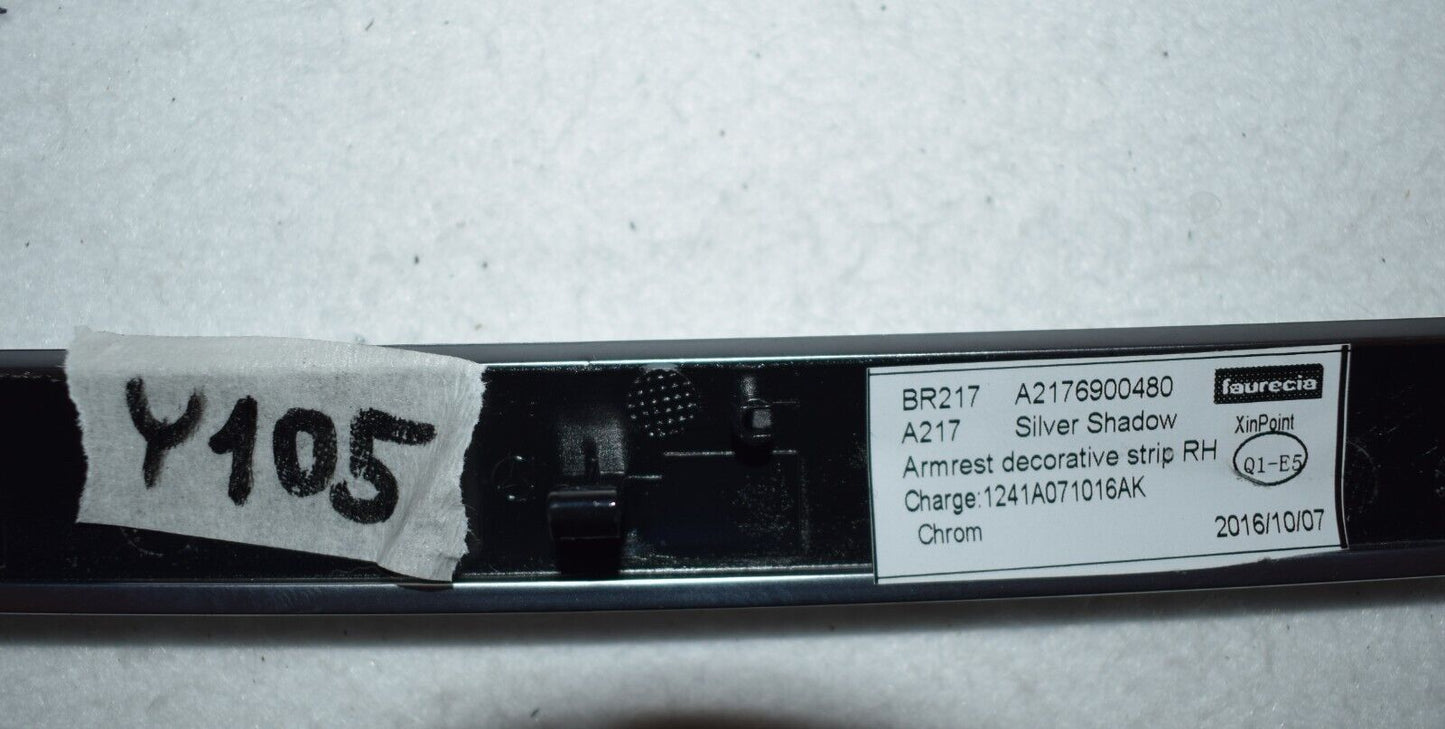 Y105
BR217 A2176900480 faurecia
A217 Silver Shadow XinPoint
Armrest decorative strip RH Q1-E5
Charge:1241A071016AK
Chrom 2016/10/07